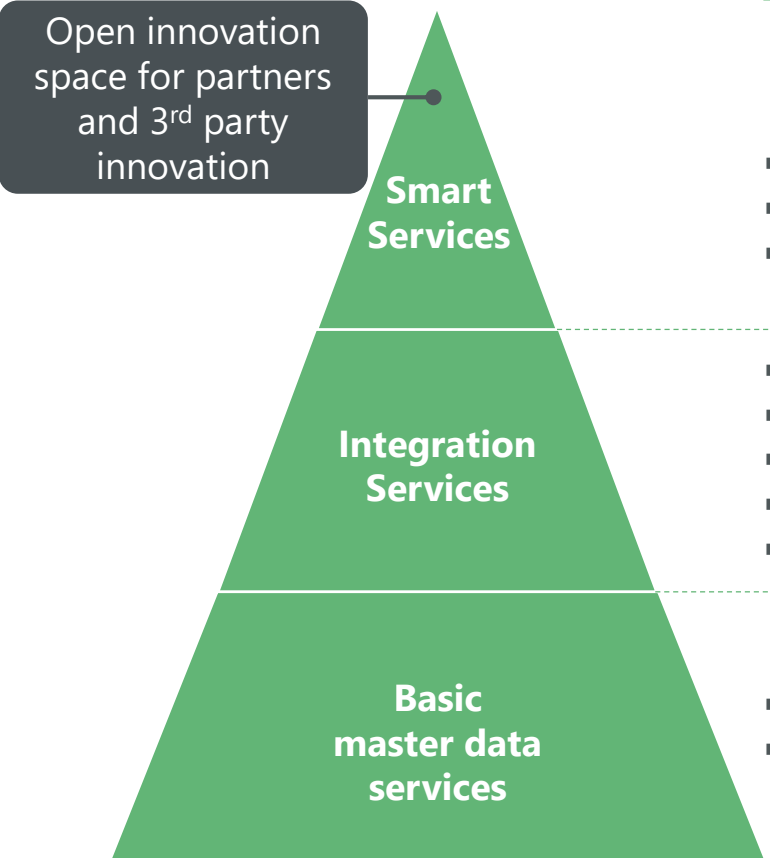 Open innovation
space for partners
and 3rd party
innovation
Smart
Services
Integration
Services
Basic
master data
services